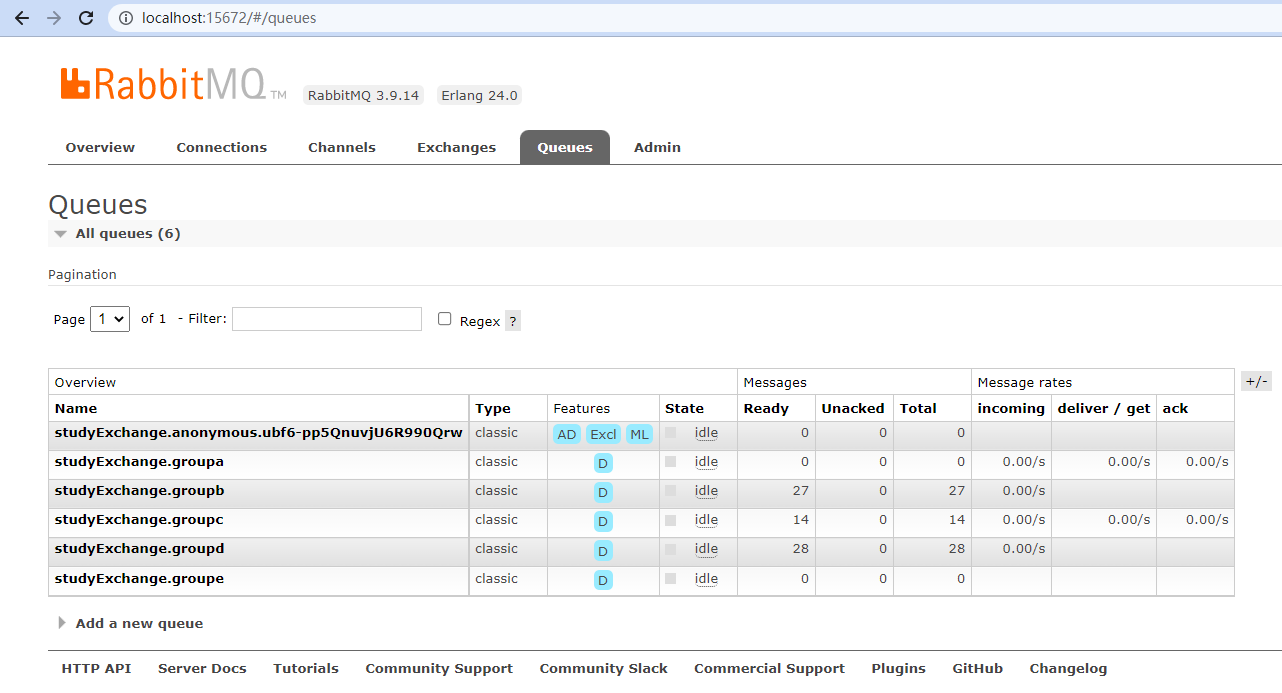 localhost:15672/#/queues
RabbitMQ TM RabbitMQ 3.9.14 Erlang 24.0
Overview Connections Channels Exchanges Queues Admin
Queues
All queues (6)
Pagination
Page 1 of 1 - Filter: Regex ?
Overview Messages Message rates +/-
Name Type Features State Ready Unacked Total incoming deliver / get ack
studyExchange.anonymous.ubf6-pp5QnuvjU6R990Qrw classic AD Excl ML idle 0 0 0
studyExchange.groupa classic D idle 0 0 0 0.00/s 0.00/s 0.00/s
studyExchange.groupb classic D idle 27 0 27 0.00/s
studyExchange.groupc classic D idle 14 0 14 0.00/s 0.00/s 0.00/s
studyExchange.groupd classic D idle 28 0 28 0.00/s
studyExchange.groupe classic D idle 0 0 0
Add a new queue
HTTP API Server Docs Tutorials Community Support Community Slack Commercial Support Plugins GitHub Changelog